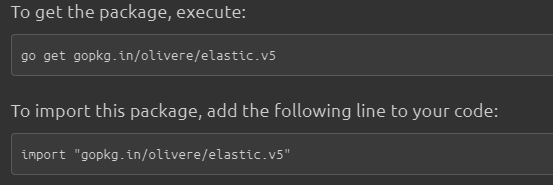 To get the package, execute:
go get gopkg.in/olivere/elastic.v5
To import this package, add the following line to your code:
import "gopkg.in/olivere/elastic.v5"